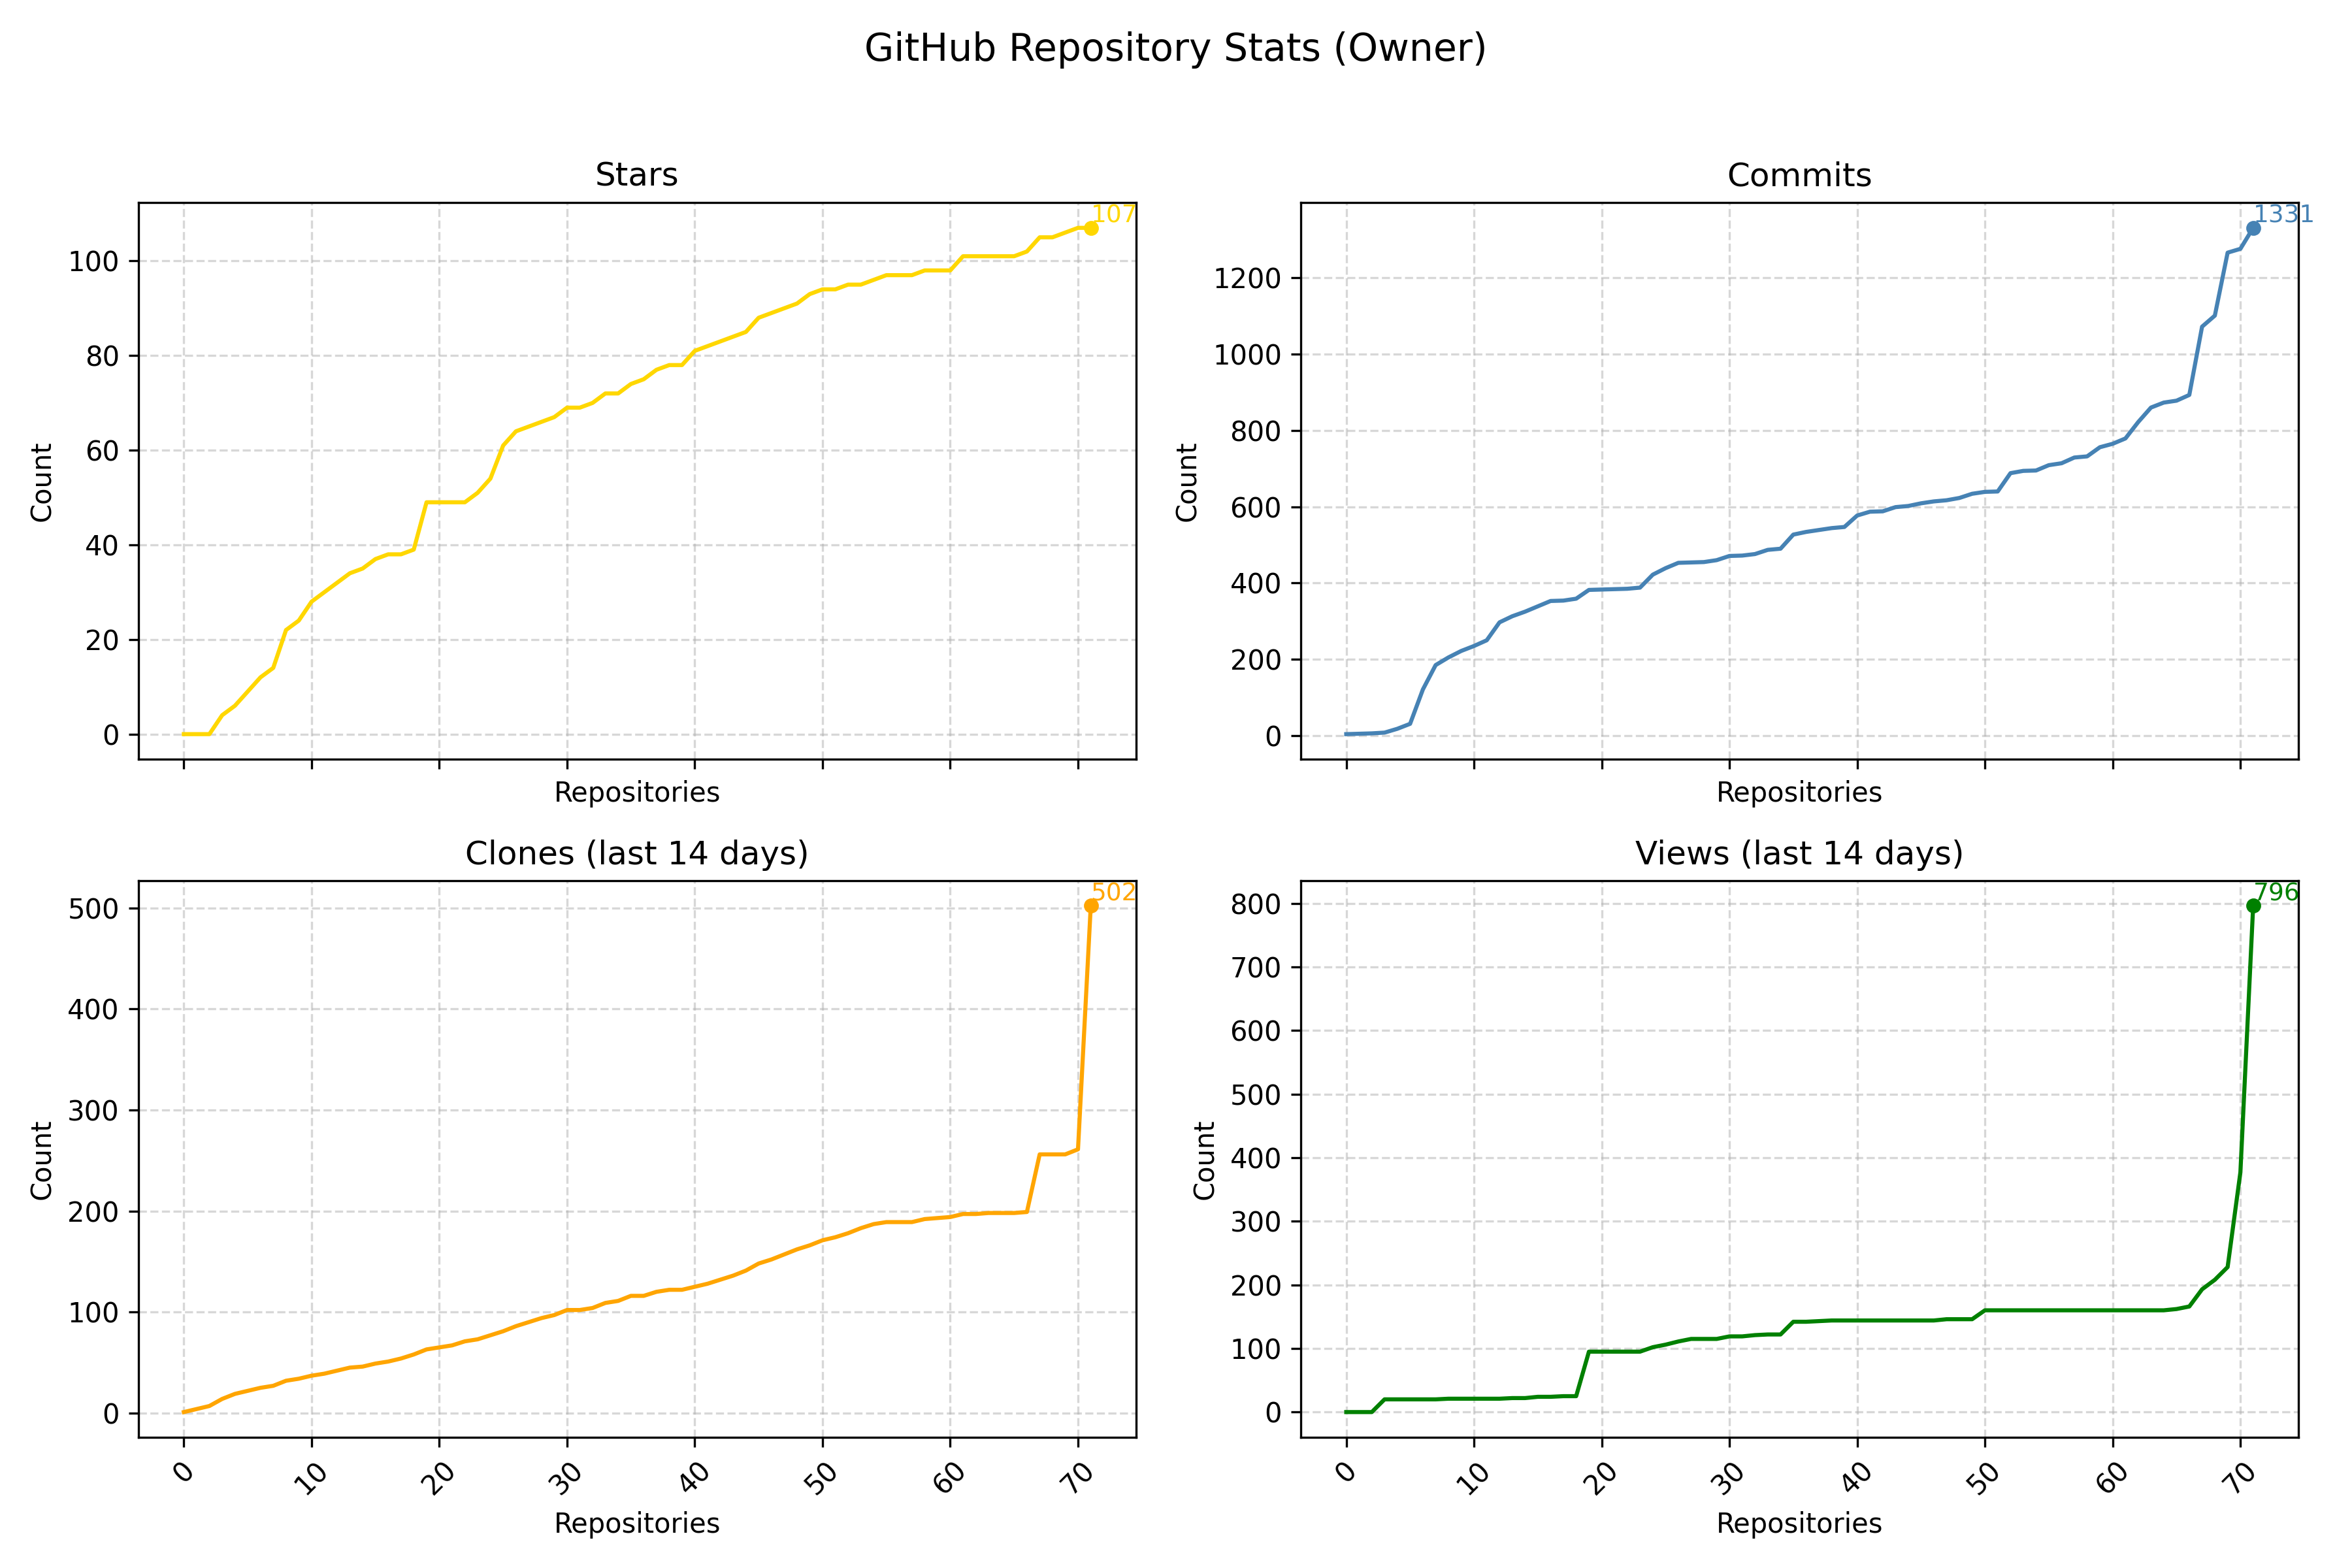 GitHub Repository Stats (Owner)
Stars
107
100
80
60
40
20
0
Count
Repositories
Commits
1331
1200
1000
800
600
400
200
0
Count
Repositories
Clones (last 14 days)
502
500
400
300
200
100
0
Count
0 10 20 30 40 50 60 70
Repositories
Views (last 14 days)
796
800
700
600
500
400
300
200
100
0
Count
0 10 20 30 40 50 60 70
Repositories